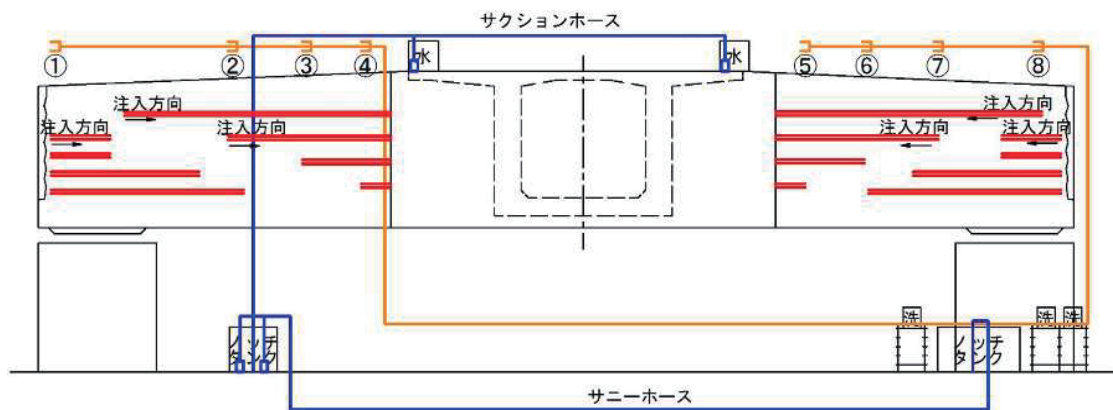 サクションホース
水
水
①
②
③
④
⑤
⑥
⑦
⑧
注入方向
注入方向
注入方向
注入方向
注入方向
注入方向
洗
洗
洗
ノッチ
タンク
ノッチ
タンク
サニーホース